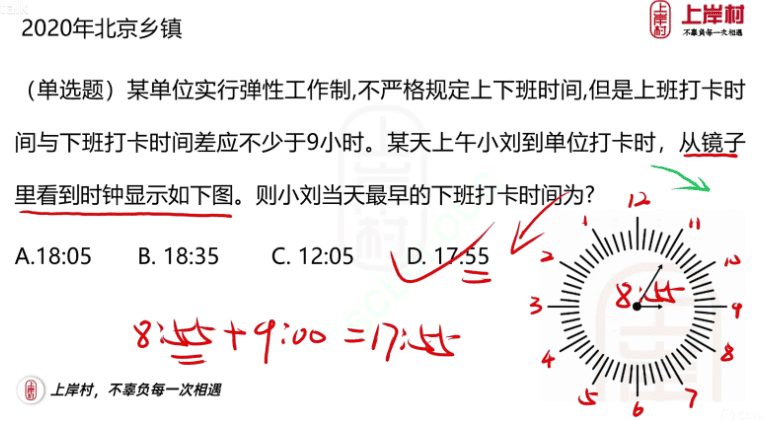 2020年北京乡镇
上岸村
不辜负每一次相遇
（单选题）某单位实行弹性工作制,不严格规定上下班时间,但是上班打卡时
间与下班打卡时间差应不少于9小时。某天上午小刘到单位打卡时，从镜子
里看到时钟显示如下图。则小刘当天最早的下班打卡时间为?
A.18:05 B. 18:35 C. 12:05 D. 17:55
12
1 11
2 10
3 8:55 9
4 8
5 7
6
8:55+9:00=17:55
上岸村，不辜负每一次相遇